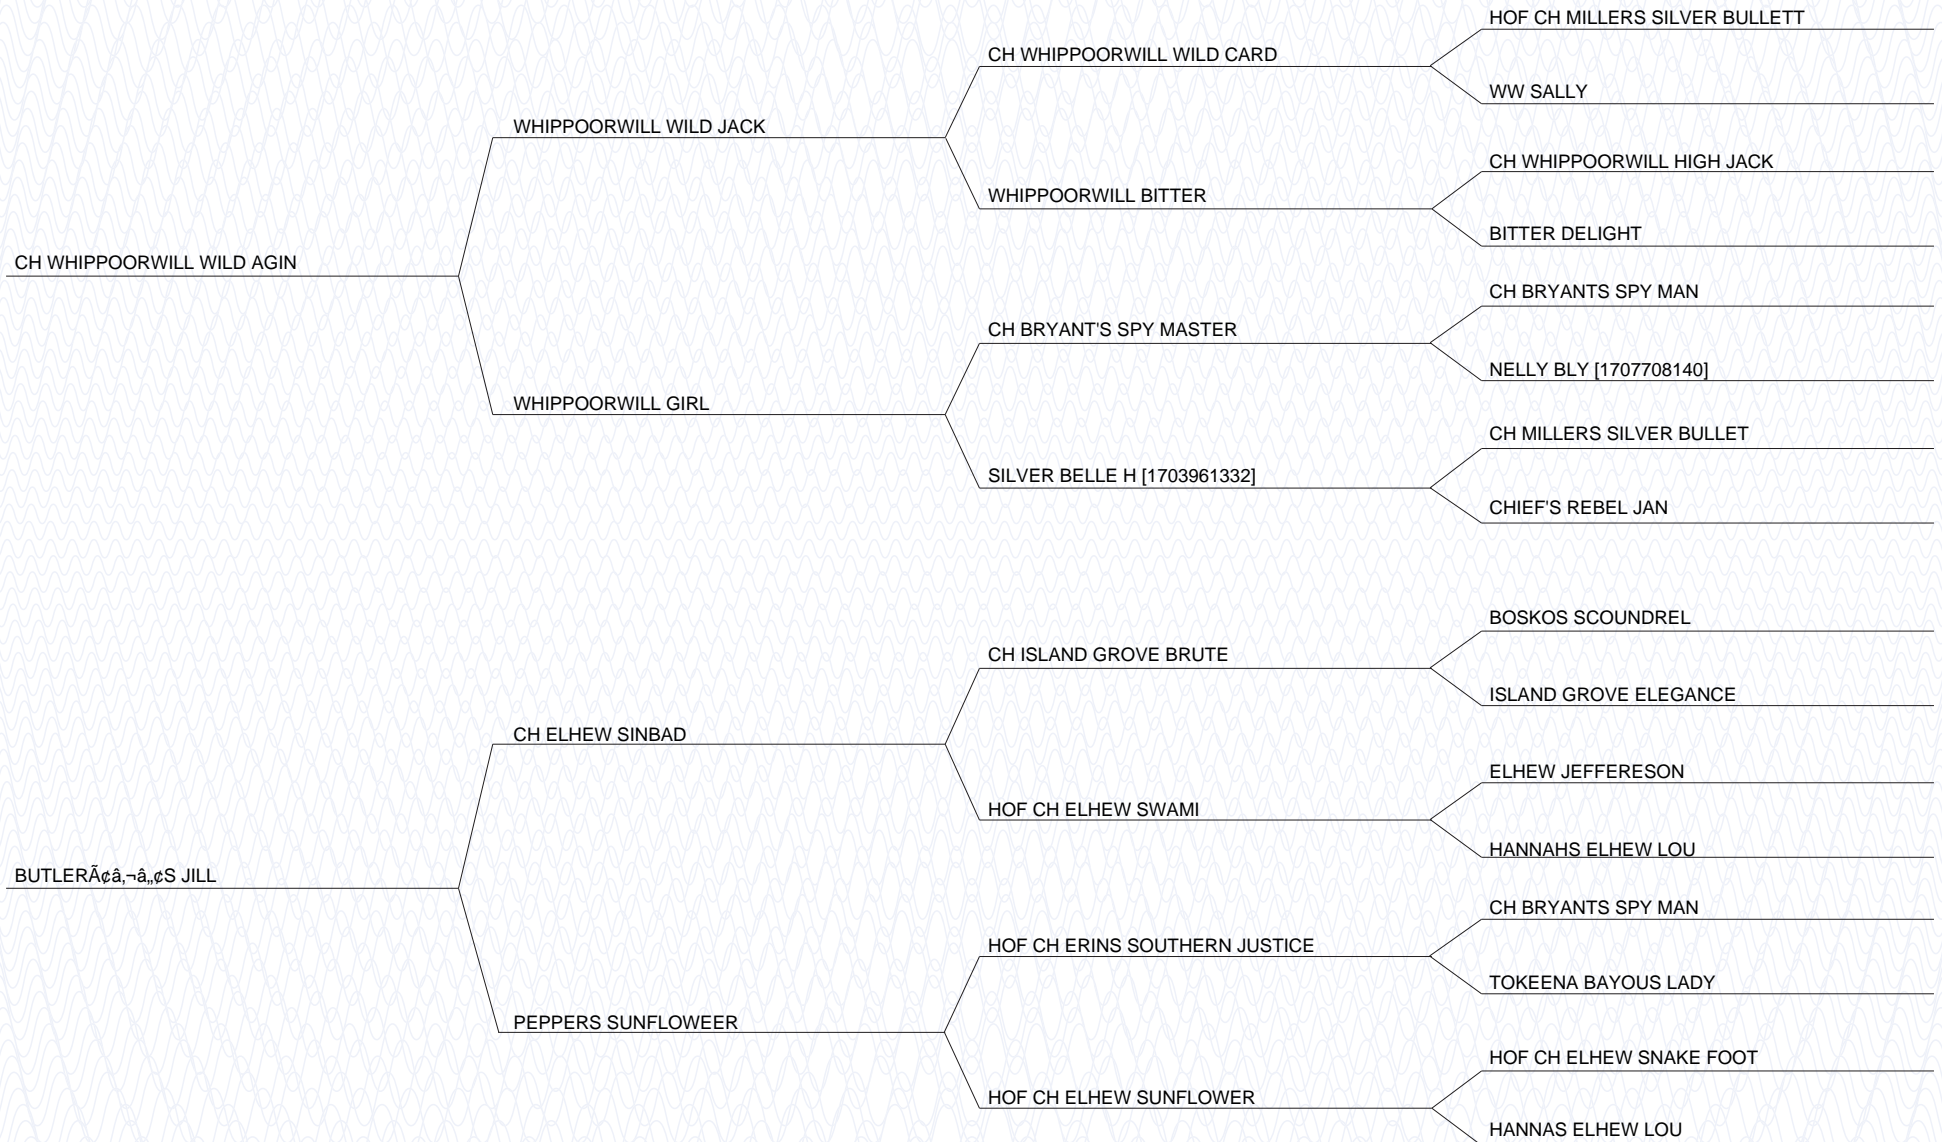 HOF CH MILLERS SILVER BULLETT
CH WHIPPOORWILL WILD CARD
WW SALLY
WHIPPOORWILL WILD JACK
CH WHIPPOORWILL HIGH JACK
WHIPPOORWILL BITTER
BITTER DELIGHT
CH WHIPPOORWILL WILD AGIN
CH BRYANTS SPY MAN
CH BRYANT'S SPY MASTER
NELLY BLY [1707708140]
WHIPPOORWILL GIRL
CH MILLERS SILVER BULLET
SILVER BELLE H [1703961332]
CHIEF'S REBEL JAN
BOSKOS SCOUNDREL
CH ISLAND GROVE BRUTE
ISLAND GROVE ELEGANCE
CH ELHEW SINBAD
ELHEW JEFFERESON
HOF CH ELHEW SWAMI
HANNAHS ELHEW LOU
BUTLERÃ¢â‚¬â„¢S JILL
CH BRYANTS SPY MAN
HOF CH ERINS SOUTHERN JUSTICE
TOKEENA BAYOUS LADY
PEPPERS SUNFLOWEER
HOF CH ELHEW SNAKE FOOT
HOF CH ELHEW SUNFLOWER
HANNAS ELHEW LOU